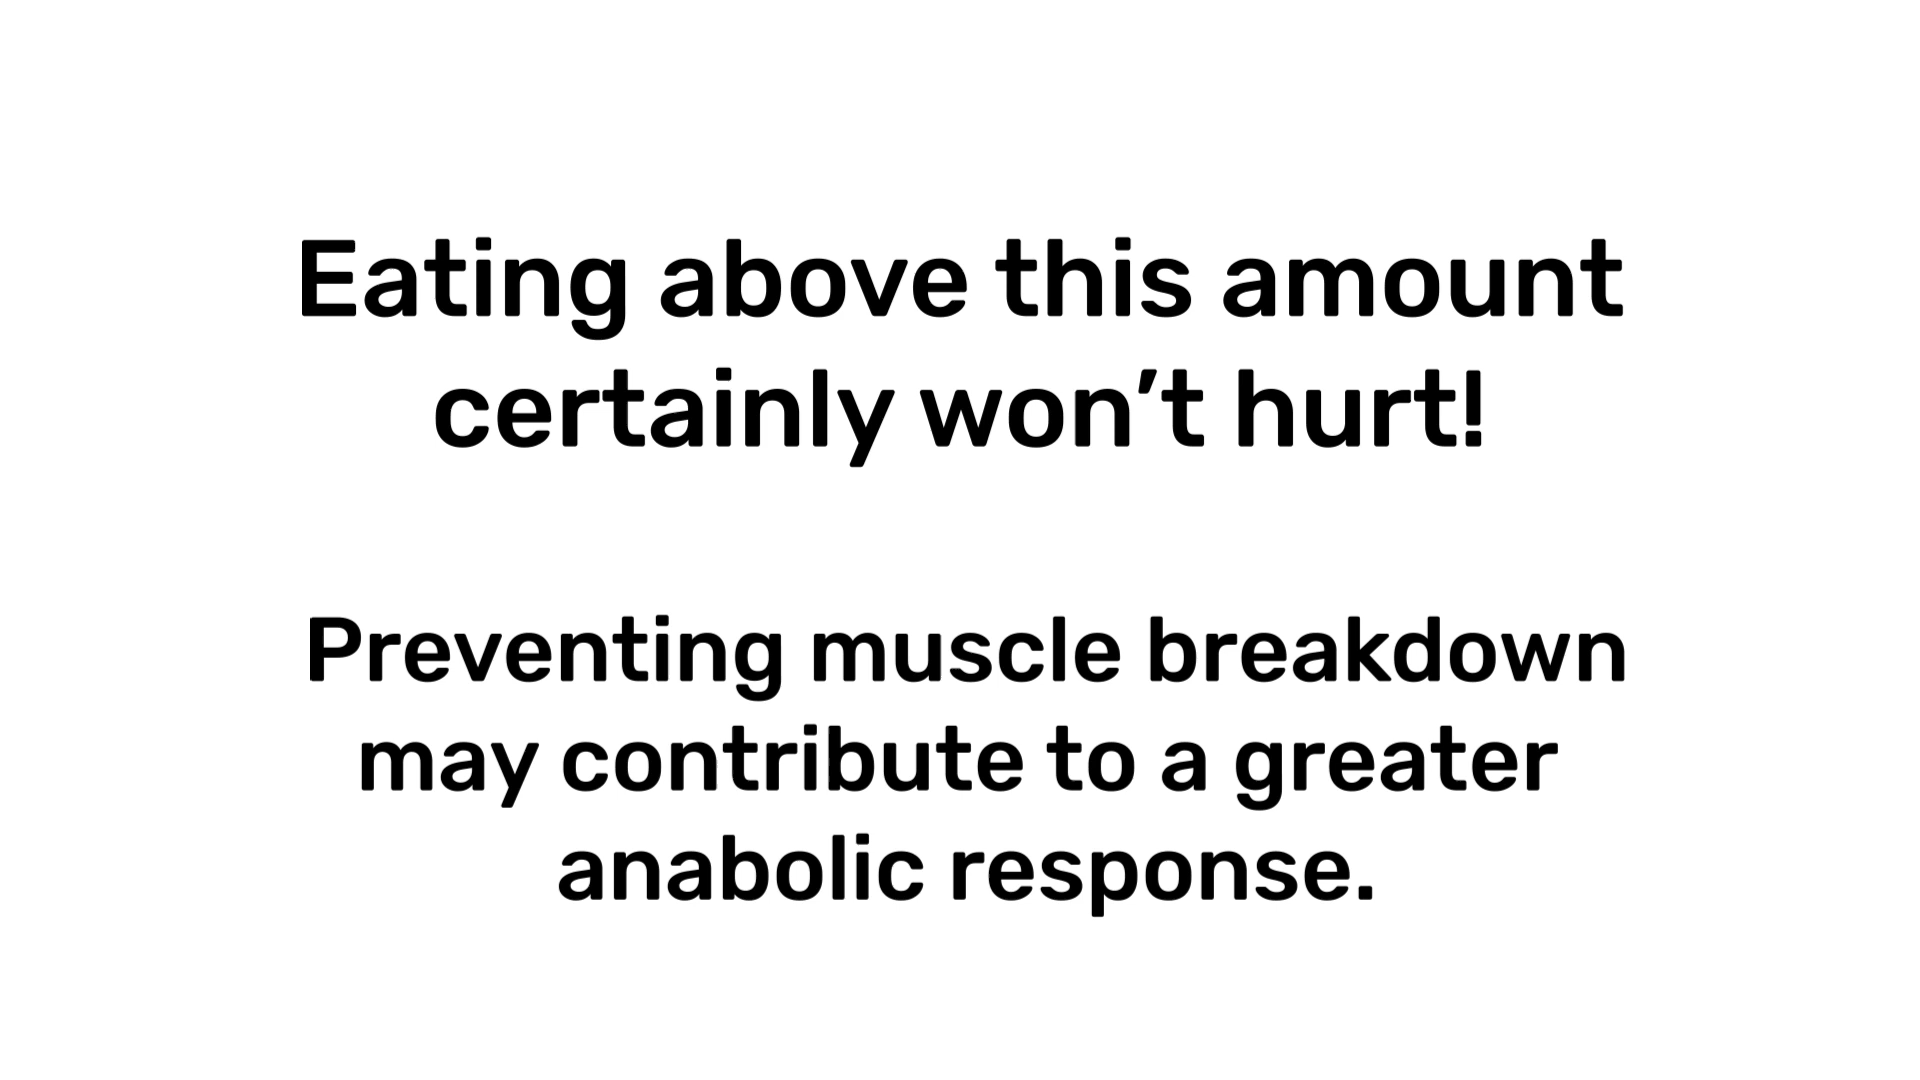 Eating above this amount
certainly won’t hurt!
Preventing muscle breakdown
may contribute to a greater
anabolic response.